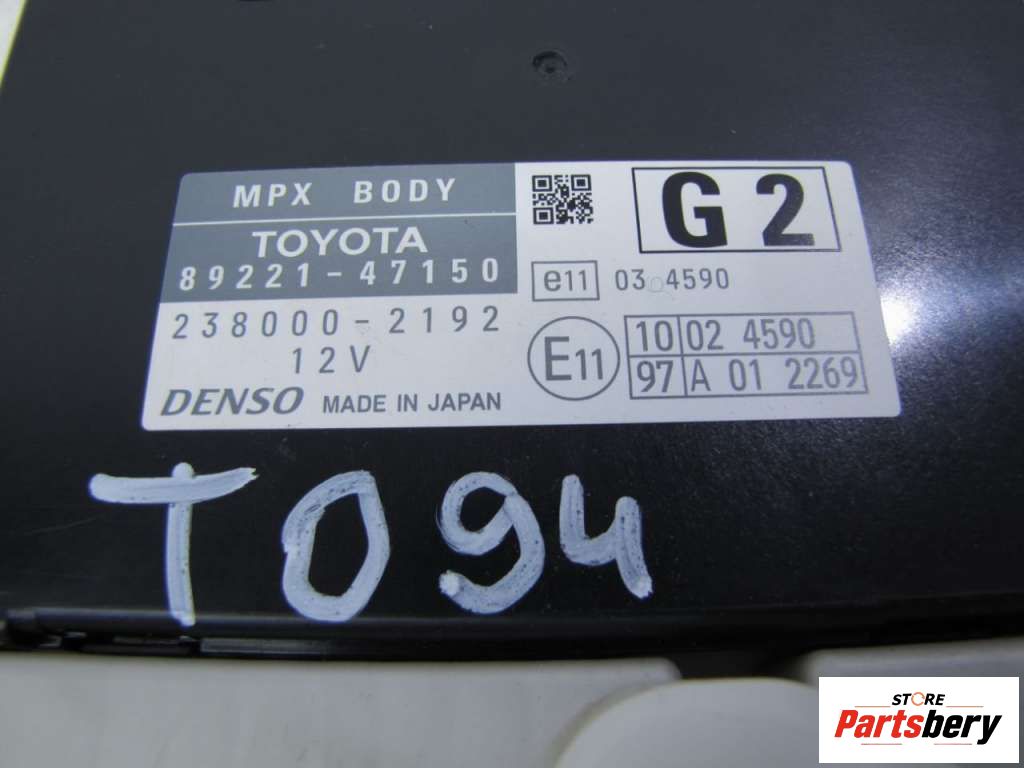 MPX BODY
TOYOTA
89221-47150
238000-2192
12V
DENSO MADE IN JAPAN
G2
e11 03 4590
E11
10 02 4590
97 A 01 2269
T094
STORE
Partsbery